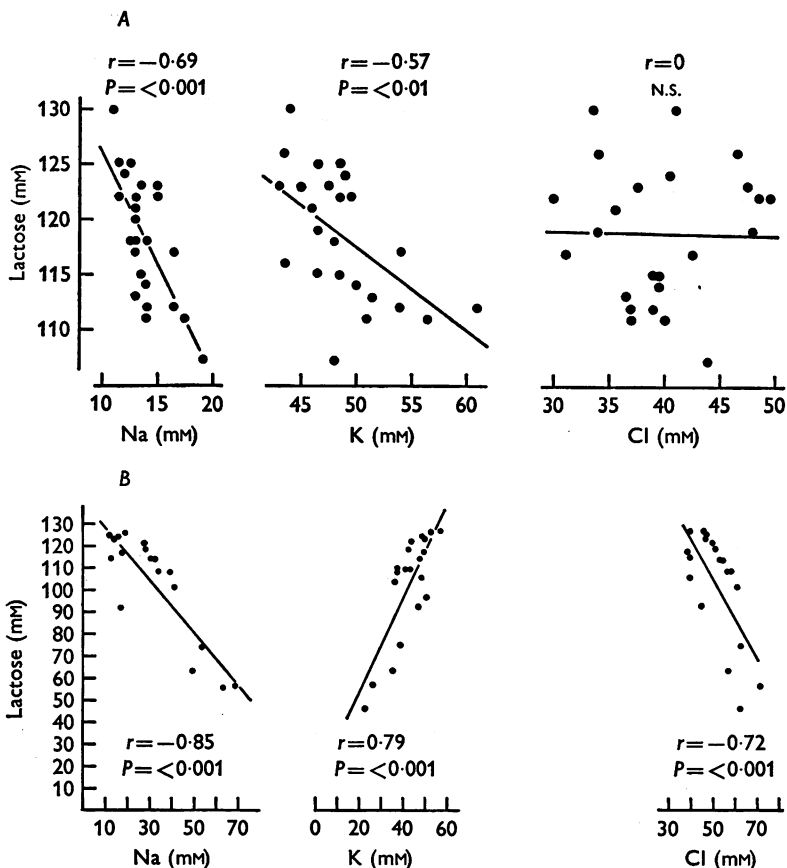 A
r=−0·69 r=−0·57 r=0
P=<0·001 P=<0·01 N.S.
130
125
120
115
110
Lactose (mM)
10 15 20 45 50 55 60 30 35 40 45 50
Na (mM) K (mM) Cl (mM)
B
130
120
110
100
90
80
70
60
50
40
30
20
10
Lactose (mM)
r=−0·85 r=0·79 r=−0·72
P=<0·001 P=<0·001 P=<0·001
10 30 50 70 0 20 40 60 30 50 70
Na (mM) K (mM) Cl (mM)